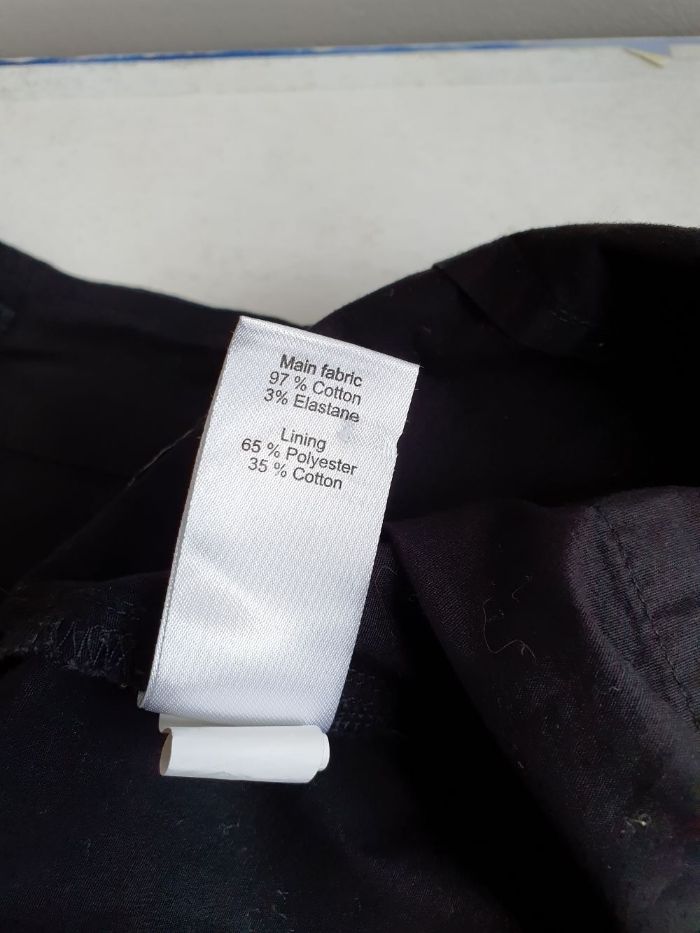 Main fabric
97 % Cotton
3% Elastane
Lining
65 % Polyester
35 % Cotton